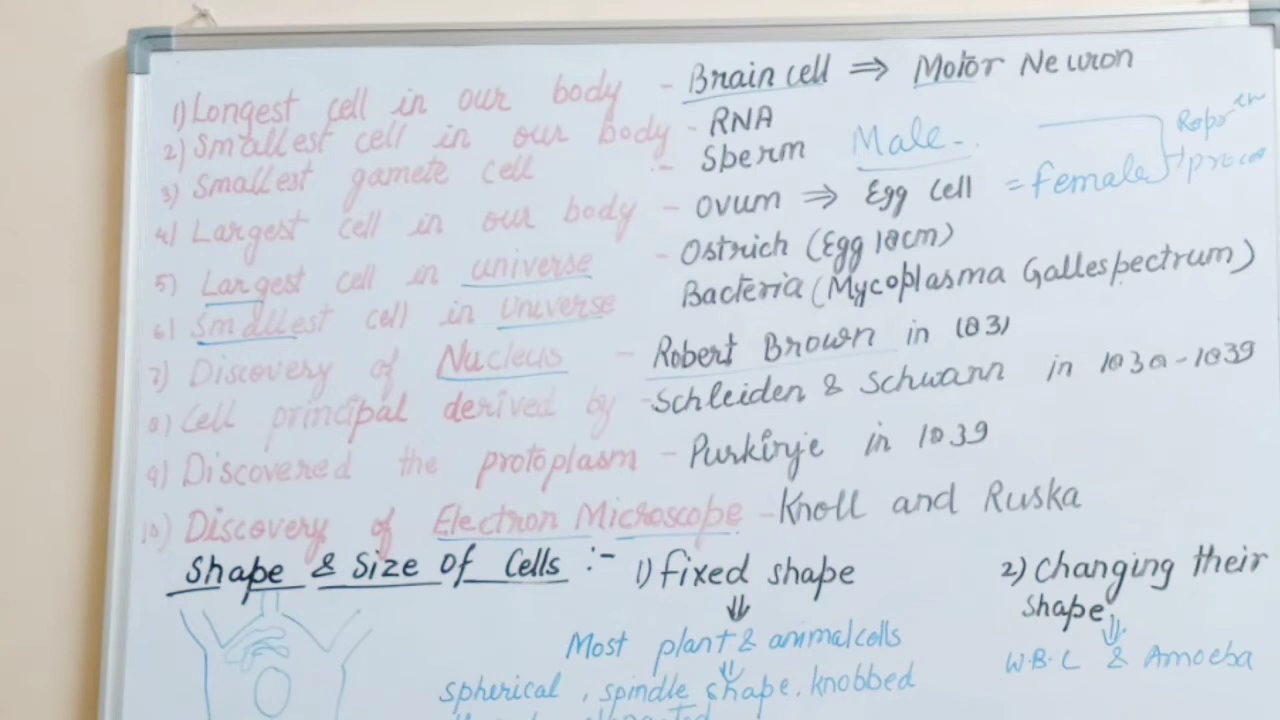 1) Longest cell in our body - Brain cell ⇒ Motor Neuron
2) Smallest cell in our body - RNA
3) Smallest gamete cell - Sperm Male
4) Largest cell in our body - Ovum ⇒ Egg cell = female
5) Largest cell in universe - Ostrich (Egg 18cm)
6) Smallest cell in Universe Bacteria (Mycoplasma Gallespectrum)
7) Discovery of Nucleus - Robert Brown in 1831
8) Cell principal derived by - Schleiden & Schwann in 1838-1839
9) Discovered the protoplasm - Purkinje in 1839
10) Discovery of Electron Microscope - Knoll and Ruska
Shape & Size Of Cells :- 1) fixed shape 2) Changing their shape
⇓ ⇓
Most plant & animal cells W.B.C & Amoeba
⇓
spherical, spindle shape, knobbed